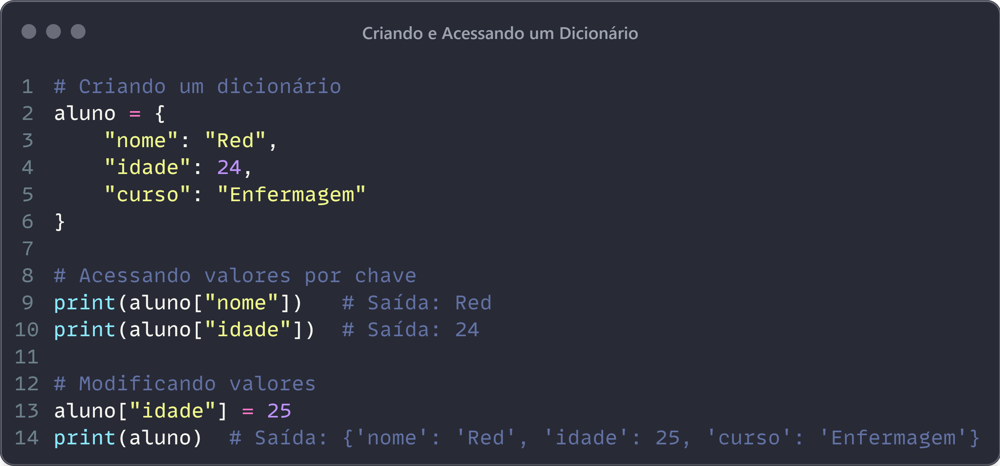 Criando e Acessando um Dicionário
1 # Criando um dicionário
2 aluno = {
3     "nome": "Red",
4     "idade": 24,
5     "curso": "Enfermagem"
6 }
7
8 # Acessando valores por chave
9 print(aluno["nome"])   # Saída: Red
10 print(aluno["idade"])  # Saída: 24
11
12 # Modificando valores
13 aluno["idade"] = 25
14 print(aluno)  # Saída: {'nome': 'Red', 'idade': 25, 'curso': 'Enfermagem'}